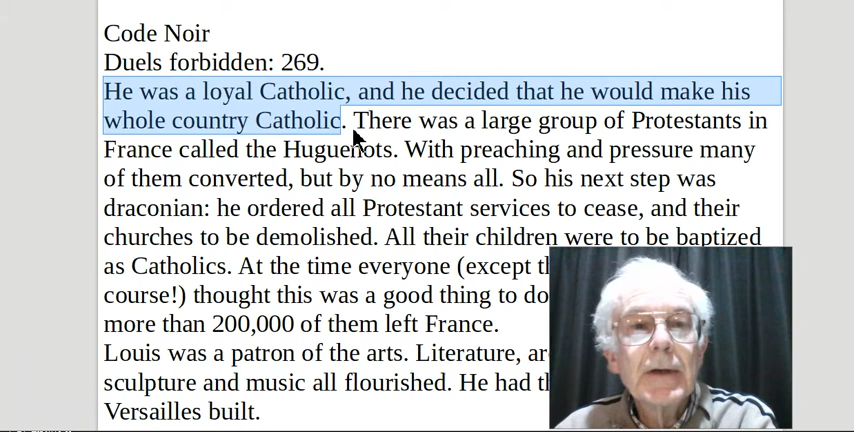 Code Noir
Duels forbidden: 269.
He was a loyal Catholic, and he decided that he would make his
whole country Catholic. There was a large group of Protestants in
France called the Huguenots. With preaching and pressure many
of them converted, but by no means all. So his next step was
draconian: he ordered all Protestant services to cease, and their
churches to be demolished. All their children were to be baptized
as Catholics. At the time everyone (except
course!) thought this was a good thing to do
more than 200,000 of them left France.
Louis was a patron of the arts. Literature,
sculpture and music all flourished. He had
Versailles built.